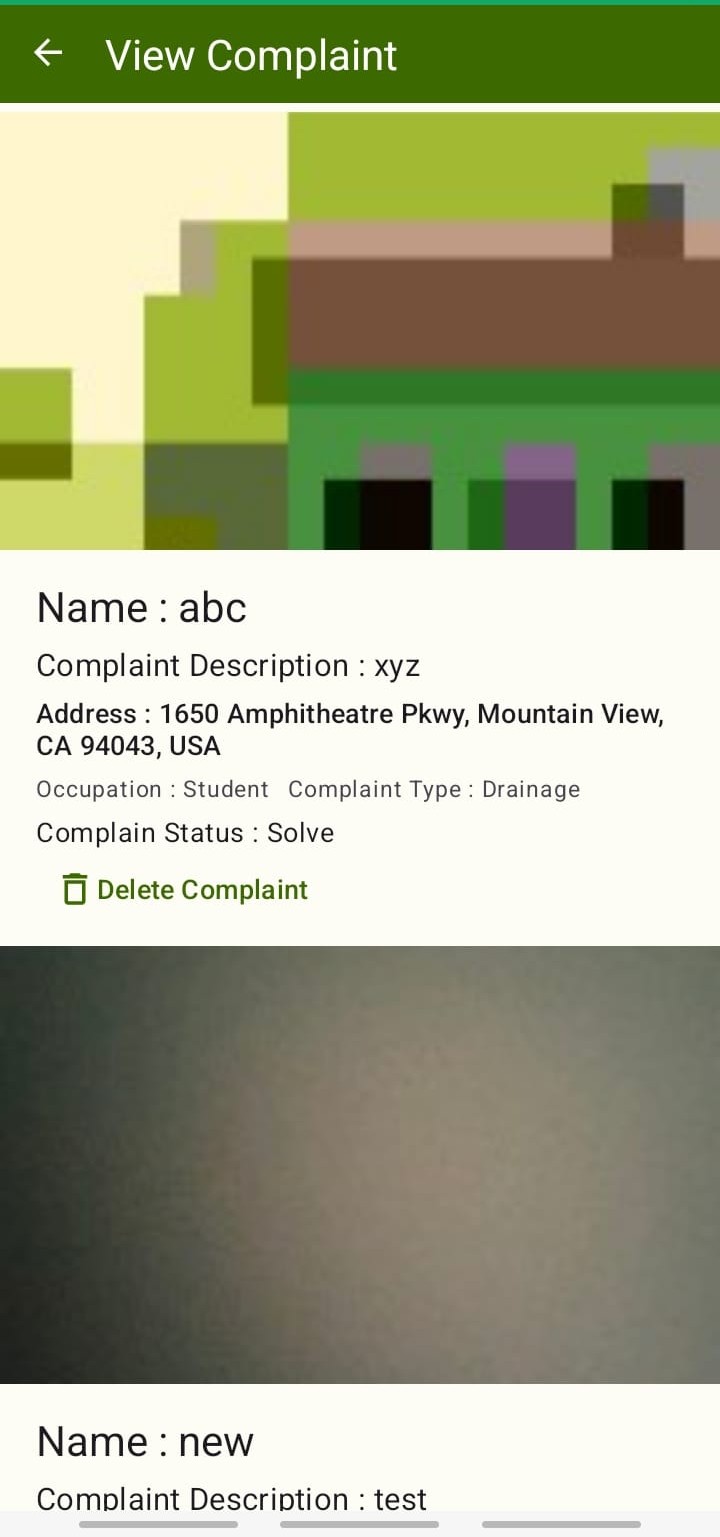 View Complaint
Name : abc
Complaint Description : xyz
Address : 1650 Amphitheatre Pkwy, Mountain View,
CA 94043, USA
Occupation : Student Complaint Type : Drainage
Complain Status : Solve
Delete Complaint
Name : new
Complaint Description : test